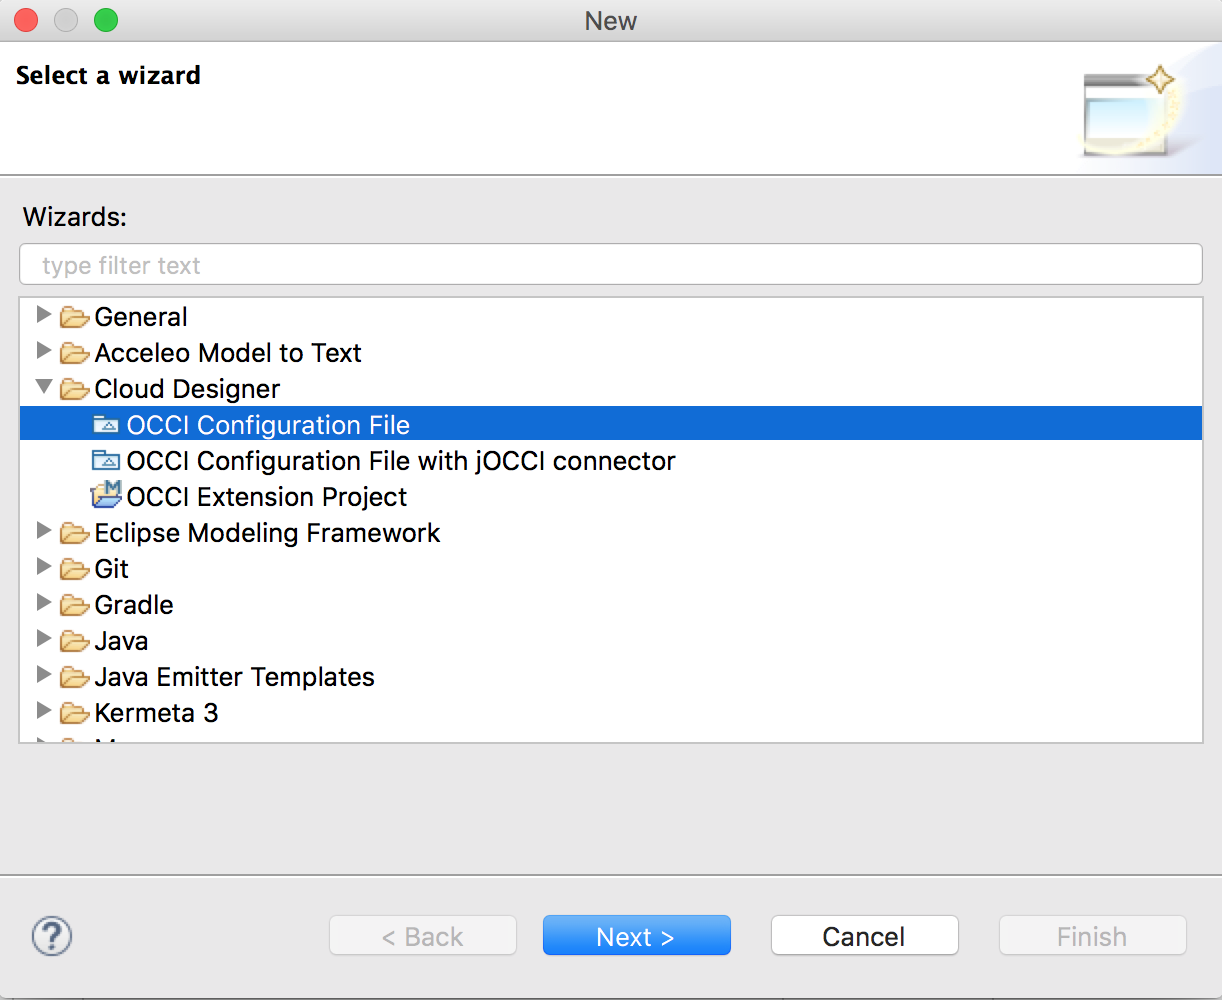 New
Select a wizard
Wizards:
type filter text
General
Acceleo Model to Text
Cloud Designer
OCCI Configuration File
OCCI Configuration File with jOCCI connector
OCCI Extension Project
Eclipse Modeling Framework
Git
Gradle
Java
Java Emitter Templates
Kermeta 3
?
< Back
Next >
Cancel
Finish